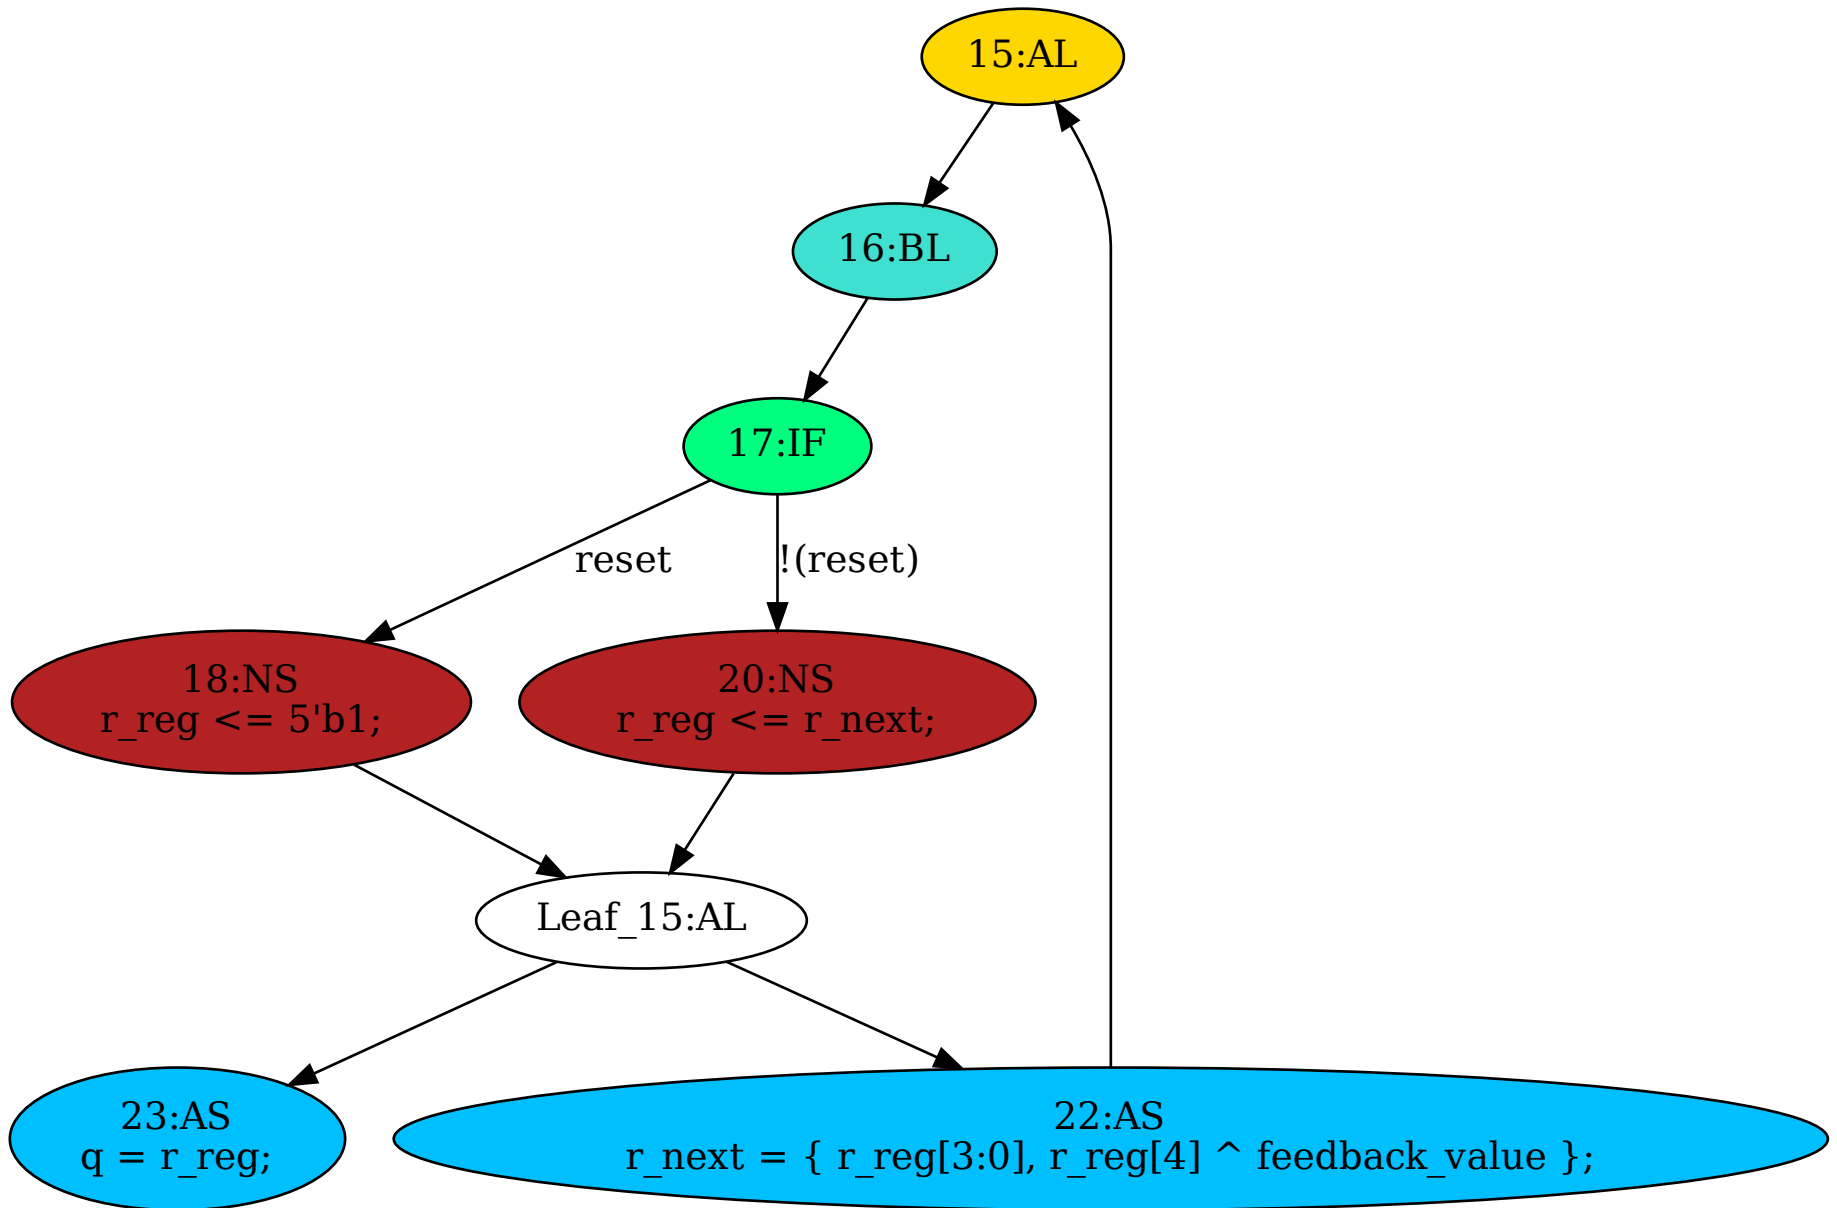 15:AL
16:BL
17:IF
reset
!(reset)
18:NS
r_reg <= 5'b1;
20:NS
r_reg <= r_next;
Leaf_15:AL
23:AS
q = r_reg;
22:AS
r_next = { r_reg[3:0], r_reg[4] ^ feedback_value };